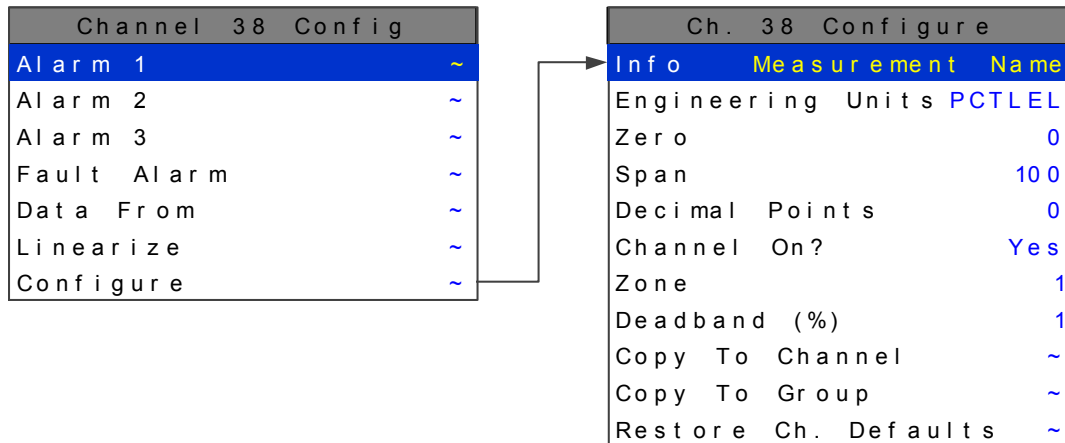 Channel 38 Config
Alarm 1 ~
Alarm 2 ~
Alarm 3 ~
Fault Alarm ~
Data From ~
Linearize ~
Configure ~
Ch. 38 Configure
Info Measurement Name
Engineering Units PCTLEL
Zero 0
Span 100
Decimal Points 0
Channel On? Yes
Zone 1
Deadband (%) 1
Copy To Channel ~
Copy To Group ~
Restore Ch. Defaults ~